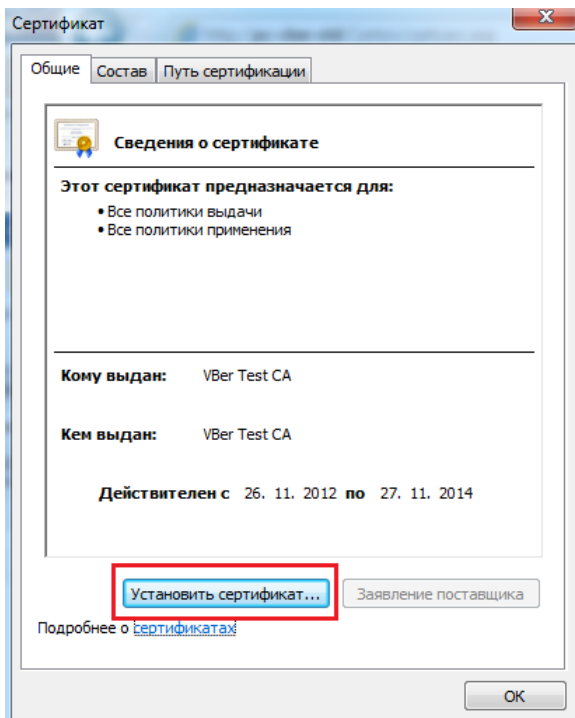 Сертификат
Общие Состав Путь сертификации
Сведения о сертификате
Этот сертификат предназначается для:
• Все политики выдачи
• Все политики применения
Кому выдан: VBer Test CA
Кем выдан: VBer Test CA
Действителен с 26. 11. 2012 по 27. 11. 2014
Установить сертификат... Заявление поставщика
Подробнее о сертификатах
ОК